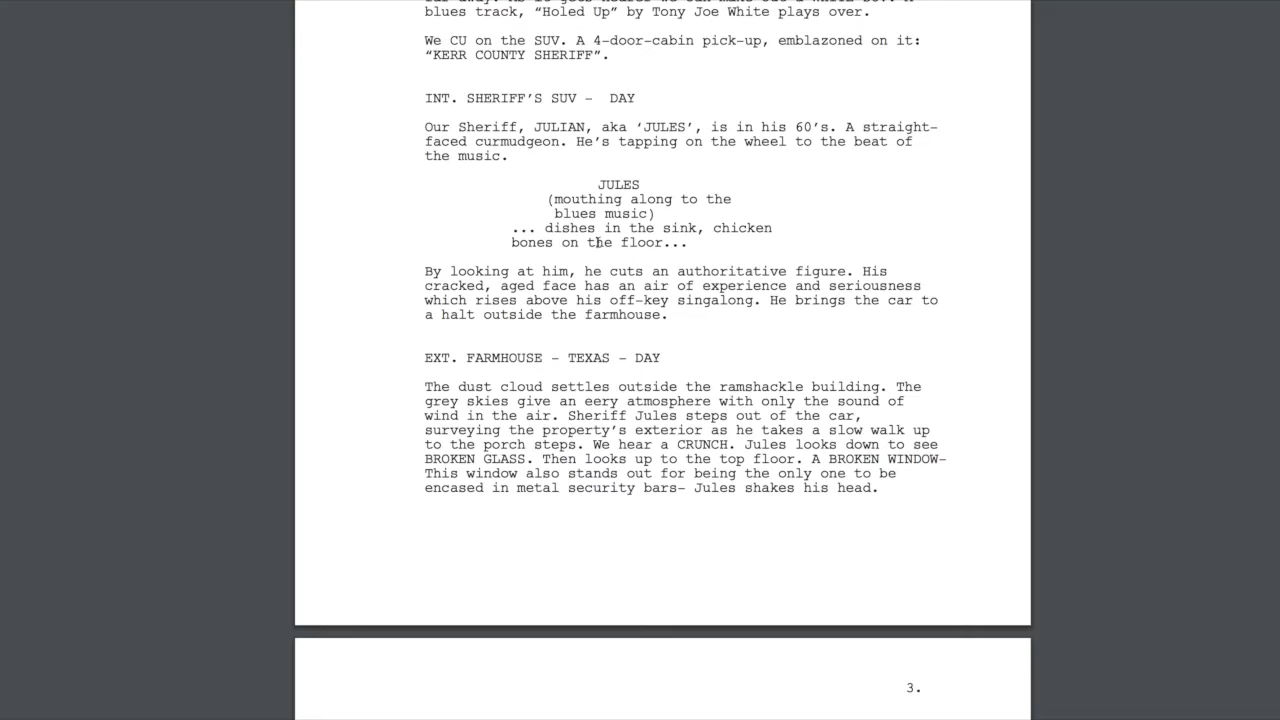 blues track, “Holed Up” by Tony Joe White plays over.
We CU on the SUV. A 4-door-cabin pick-up, emblazoned on it:
“KERR COUNTY SHERIFF”.
INT. SHERIFF’S SUV - DAY
Our Sheriff, JULIAN, aka ‘JULES’, is in his 60’s. A straight-
faced curmudgeon. He’s tapping on the wheel to the beat of
the music.
JULES
(mouthing along to the
blues music)
... dishes in the sink, chicken
bones on the floor...
By looking at him, he cuts an authoritative figure. His
cracked, aged face has an air of experience and seriousness
which rises above his off-key singalong. He brings the car to
a halt outside the farmhouse.
EXT. FARMHOUSE - TEXAS - DAY
The dust cloud settles outside the ramshackle building. The
grey skies give an eery atmosphere with only the sound of
wind in the air. Sheriff Jules steps out of the car,
surveying the property’s exterior as he takes a slow walk up
to the porch steps. We hear a CRUNCH. Jules looks down to see
BROKEN GLASS. Then looks up to the top floor. A BROKEN WINDOW-
This window also stands out for being the only one to be
encased in metal security bars- Jules shakes his head.
3.